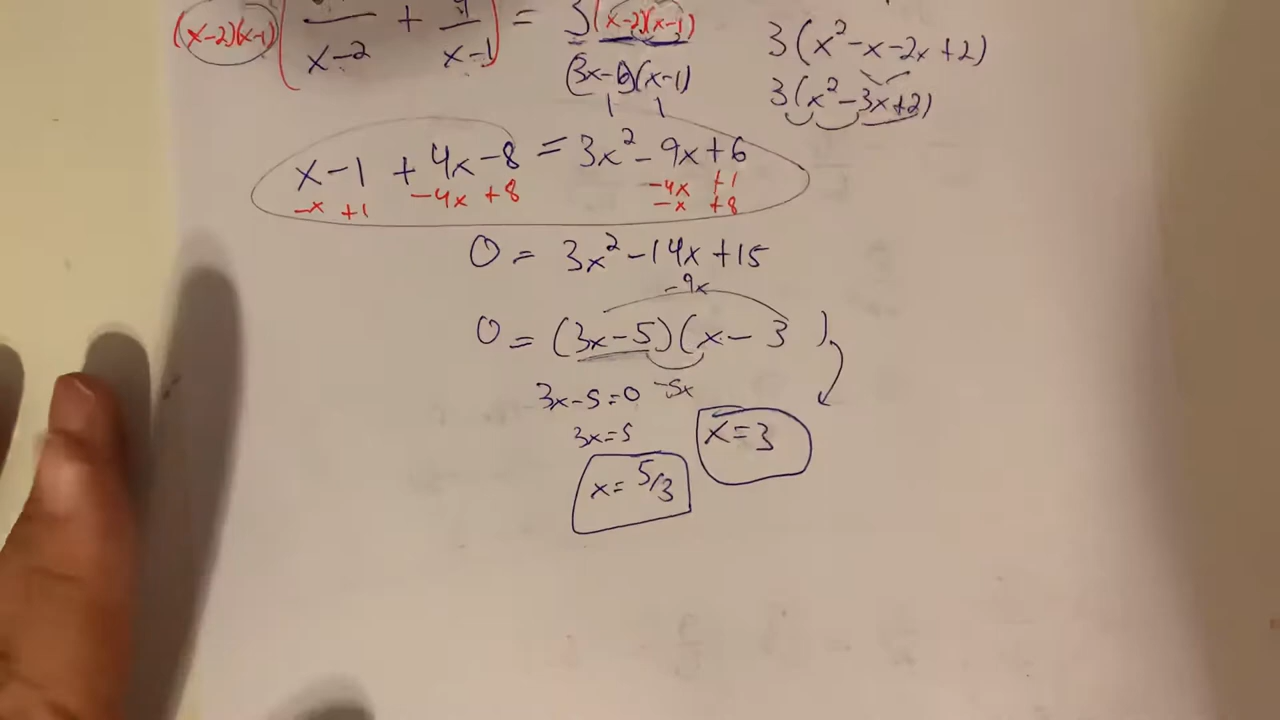 (x-2)(x-1) ( /x-2 + /x-1 ) = 3(x-2)(x-1)
(3x-6)(x-1)
1 1
3(x²-x-2x+2)
3(x²-3x+2)
x-1 +4x-8 = 3x²-9x+6
-x +1 -4x +8 -4x +1
-x +8
0 = 3x²-14x+15
-9x
0 = (3x-5)(x-3)
3x-5=0 -5x
3x=5
x=3
x=5/3